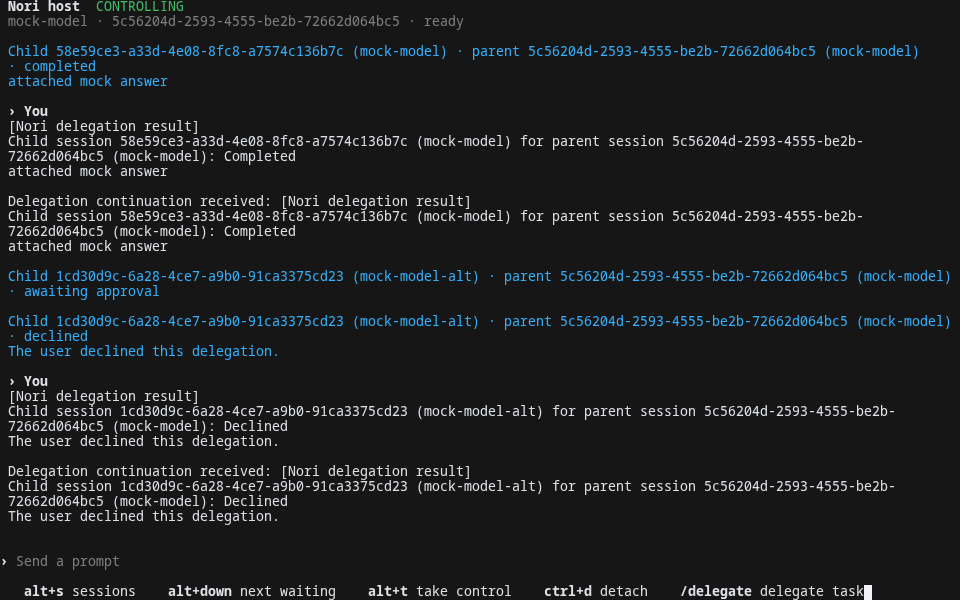 Nori host  CONTROLLING
mock-model · 5c56204d-2593-4555-be2b-72662d064bc5 · ready
Child 58e59ce3-a33d-4e08-8fc8-a7574c136b7c (mock-model) · parent 5c56204d-2593-4555-be2b-72662d064bc5 (mock-model)
· completed
attached mock answer
› You
[Nori delegation result]
Child session 58e59ce3-a33d-4e08-8fc8-a7574c136b7c (mock-model) for parent session 5c56204d-2593-4555-be2b-
72662d064bc5 (mock-model): Completed
attached mock answer
Delegation continuation received: [Nori delegation result]
Child session 58e59ce3-a33d-4e08-8fc8-a7574c136b7c (mock-model) for parent session 5c56204d-2593-4555-be2b-
72662d064bc5 (mock-model): Completed
attached mock answer
Child 1cd30d9c-6a28-4ce7-a9b0-91ca3375cd23 (mock-model-alt) · parent 5c56204d-2593-4555-be2b-72662d064bc5 (mock-model)
· awaiting approval
Child 1cd30d9c-6a28-4ce7-a9b0-91ca3375cd23 (mock-model-alt) · parent 5c56204d-2593-4555-be2b-72662d064bc5 (mock-model)
· declined
The user declined this delegation.
› You
[Nori delegation result]
Child session 1cd30d9c-6a28-4ce7-a9b0-91ca3375cd23 (mock-model-alt) for parent session 5c56204d-2593-4555-be2b-
72662d064bc5 (mock-model): Declined
The user declined this delegation.
Delegation continuation received: [Nori delegation result]
Child session 1cd30d9c-6a28-4ce7-a9b0-91ca3375cd23 (mock-model-alt) for parent session 5c56204d-2593-4555-be2b-
72662d064bc5 (mock-model): Declined
The user declined this delegation.
› Send a prompt
alt+s sessions    alt+down next waiting    alt+t take control    ctrl+d detach    /delegate delegate task